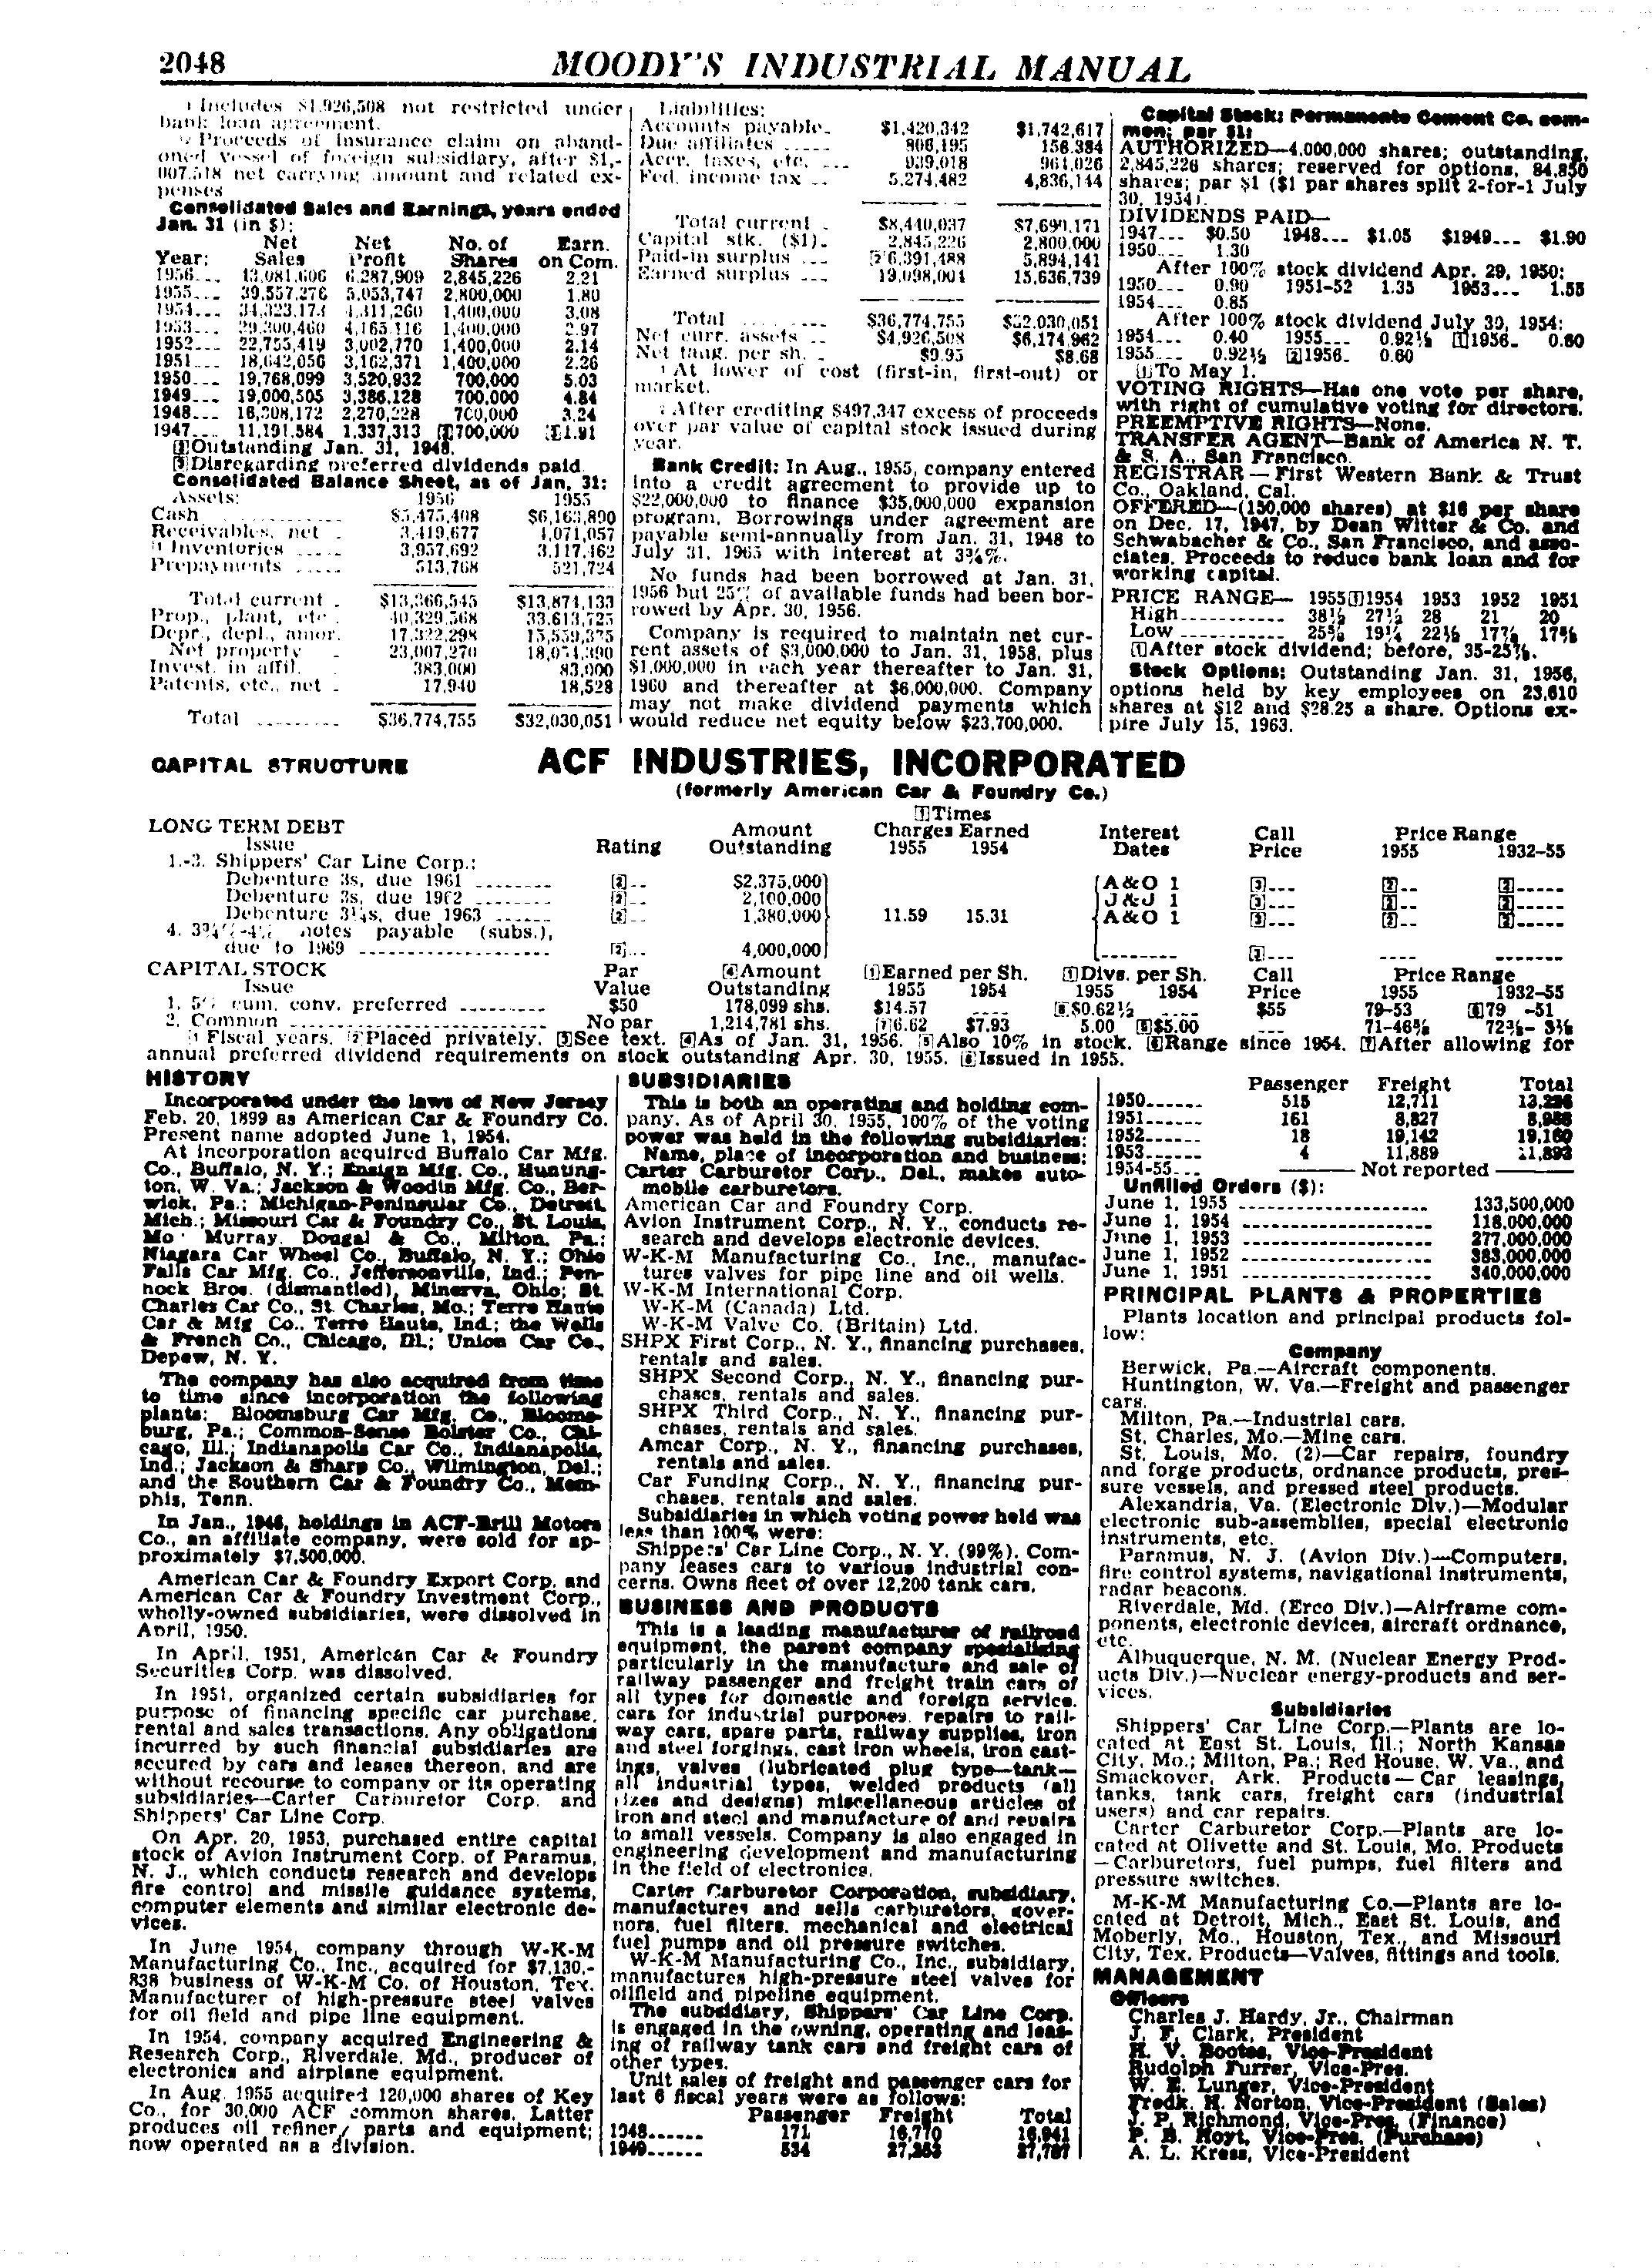 2048
MOODY'S INDUSTRIAL MANUAL
Includes $1,926,508 not restricted under
bank loan agreement.
Proceeds of insurance claim on aband-
oned vessel of foreign subsidiary, after $1,-
007,518 net carrying amount and related ex-
penses
Consolidated Sales and Earnings, years ended
Jan. 31 (in $):
Net Net No. of Earn.
Year: Sales Profit Shares on Com.
1956... 43,081,606 6,287,909 2,845,226 2.21
1955... 39,557,276 5,053,747 2,800,000 1.80
1954... 34,323,173 4,311,260 1,400,000 3.08
1953... 29,300,460 4,165,116 1,400,000 2.97
1952... 22,755,419 3,002,770 1,400,000 2.14
1951... 18,642,056 3,162,371 1,400,000 2.26
1950... 19,768,099 3,520,932 700,000 5.03
1949... 19,000,505 3,386,128 700,000 4.84
1948... 16,308,172 2,270,228 700,000 3.24
1947... 11,191,584 1,337,313 700,000 1.91
Outstanding Jan. 31, 1948.
Disregarding preferred dividends paid
Consolidated Balance Sheet, as of Jan. 31:
Assets: 1956 1955
Cash $5,475,408 $6,163,890
Receivables, net 3,419,677 4,071,057
Inventories 3,957,692 3,117,462
Prepayments 513,768 521,724
Total current $13,366,545 $13,874,133
Prop., plant, etc 40,329,568 33,613,725
Depr., depl., amor. 17,322,298 15,559,375
Net property 23,007,270 18,054,390
Invest. in affil. 383,000 83,000
Patents, etc., net 17,940 18,528
Total $36,774,755 $32,030,051
Liabilities:
Accounts payable $1,420,342 $1,742,617
Due affiliates 806,195 156,384
Accr. taxes, etc. 939,018 961,026
Fed. income tax 5,274,482 4,836,144
Total current $8,440,037 $7,699,171
Capital stk. ($1) 2,845,226 2,800,000
Paid-in surplus 6,391,488 5,894,141
Earned surplus 19,098,004 15,636,739
Total $36,774,755 $32,030,051
Net curr. assets $4,926,508 $6,174,962
Net tang. per sh. $9.95 $8.68
At lower of cost (first-in, first-out) or
market.
After crediting $497,347 excess of proceeds
over par value of capital stock issued during
year.
Bank Credit: In Aug., 1955, company entered
into a credit agreement to provide up to
$22,000,000 to finance $35,000,000 expansion
program. Borrowings under agreement are
payable semi-annually from Jan. 31, 1948 to
July 31, 1965 with interest at 3¾%.
No funds had been borrowed at Jan. 31,
1956 but 25% of available funds had been bor-
rowed by Apr. 30, 1956.
Company is required to maintain net cur-
rent assets of $3,000,000 to Jan. 31, 1958, plus
$1,000,000 in each year thereafter to Jan. 31,
1960 and thereafter at $6,000,000. Company
may not make dividend payments which
would reduce net equity below $23,700,000.
Capital Stock: Permanente Cement Co. com-
mon; par $1:
AUTHORIZED—4,000,000 shares; outstanding,
2,845,226 shares; reserved for options, 84,850
shares; par $1 ($1 par shares split 2-for-1 July
30, 1954).
DIVIDENDS PAID—
1947... $0.50 1948... $1.05 $1949... $1.90
1950... 1.30
After 100% stock dividend Apr. 29, 1950:
1950... 0.90 1951-52 1.35 1953... 1.55
1954... 0.85
After 100% stock dividend July 30, 1954:
1954... 0.40 1955... 0.92½ [1]1956. 0.60
1955... 0.92½ [2]1956. 0.60
[1]To May 1.
VOTING RIGHTS—Has one vote per share,
with right of cumulative voting for directors.
PREEMPTIVE RIGHTS—None.
TRANSFER AGENT—Bank of America N. T.
& S. A., San Francisco.
REGISTRAR — First Western Bank & Trust
Co., Oakland, Cal.
OFFERED—(150,000 shares) at $16 per share
on Dec. 17, 1947, by Dean Witter & Co. and
Schwabacher & Co., San Francisco, and asso-
ciates. Proceeds to reduce bank loan and for
working capital.
PRICE RANGE— 1955[1]1954 1953 1952 1951
High 38½ 27½ 28 21 20
Low 25⅝ 19¼ 22½ 17⅞ 17⅝
[1]After stock dividend; before, 35-25⅞.
Stock Options: Outstanding Jan. 31, 1956,
options held by key employees on 23,610
shares at $12 and $28.25 a share. Options ex-
pire July 15, 1963.
CAPITAL STRUCTURE
ACF INDUSTRIES, INCORPORATED
(formerly American Car & Foundry Co.)
[1]Times
LONG TERM DEBT Amount Charges Earned Interest Call Price Range
Issue Rating Outstanding 1955 1954 Dates Price 1955 1932-55
1.-3. Shippers' Car Line Corp.:
Debenture 3s, due 1961 [2].. $2,375,000 A&O 1 [3]... [2].. [2].....
Debenture 3s, due 1962 [2].. 2,100,000 J&J 1 [3]... [2].. [2].....
Debenture 3¼s, due 1963 [2].. 1,380,000 11.59 15.31 A&O 1 [3]... [2].. [2].....
4. 3¾%-4% notes payable (subs.),
due to 1969 [2]... 4,000,000 [3]...
CAPITAL STOCK Par [4]Amount [1]Earned per Sh. [1]Divs. per Sh. Call Price Range
Issue Value Outstanding 1955 1954 1955 1954 Price 1955 1932-55
1. 5% cum. conv. preferred $50 178,099 shs. $14.57 .... [8]$0.62½ .... $55 79-53 [6]79 -51
2. Common No par 1,214,781 shs. [7]6.62 $7.93 5.00 [5]$5.00 --- 71-46⅝ 72¾- 3⅛
[1]Fiscal years. [2]Placed privately. [3]See text. [4]As of Jan. 31, 1956. [5]Also 10% in stock. [6]Range since 1954. [7]After allowing for
annual preferred dividend requirements on stock outstanding Apr. 30, 1955. [8]Issued in 1955.
HISTORY
Incorporated under the laws of New Jersey
Feb. 20, 1899 as American Car & Foundry Co.
Present name adopted June 1, 1954.
At incorporation acquired Buffalo Car Mfg.
Co., Buffalo, N. Y.; Ensign Mfg. Co., Hunting-
ton, W. Va.; Jackson & Woodin Mfg. Co., Ber-
wick, Pa.; Michigan-Peninsular Co., Detroit,
Mich.; Missouri Car & Foundry Co., St. Louis,
Mo Murray, Dougal & Co., Milton, Pa.;
Niagara Car Wheel Co., Buffalo, N. Y.; Ohio
Falls Car Mfg. Co., Jeffersonville, Ind.; Pen-
hock Bros. (dismantled), Minerva, Ohio; St.
Charles Car Co., St. Charles, Mo.; Terre Haute
Car & Mfg Co., Terre Haute, Ind.; the Wells
& French Co., Chicago, Ill.; Union Car Co.,
Depew, N. Y.
The company has also acquired from time
to time since incorporation the following
plants: Bloomsburg Car Mfg. Co., Blooms-
burg, Pa.; Common-Sense Bolster Co., Chi-
cago, Ill.; Indianapolis Car Co., Indianapolis,
Ind.; Jackson & Sharp Co., Wilmington, Del.;
and the Southern Car & Foundry Co., Mem-
phis, Tenn.
In Jan., 1946, holdings in ACF-Brill Motors
Co., an affiliate company, were sold for ap-
proximately $7,500,000.
American Car & Foundry Export Corp. and
American Car & Foundry Investment Corp.,
wholly-owned subsidiaries, were dissolved in
April, 1950.
In April, 1951, American Car & Foundry
Securities Corp. was dissolved.
In 1951, organized certain subsidiaries for
purpose of financing specific car purchase,
rental and sales transactions. Any obligations
incurred by such financial subsidiaries are
secured by cars and leases thereon, and are
without recourse to company or its operating
subsidiaries—Carter Carburetor Corp. and
Shippers' Car Line Corp.
On Apr. 20, 1953, purchased entire capital
stock of Avion Instrument Corp. of Paramus,
N. J., which conducts research and develops
fire control and missile guidance systems,
computer elements and similar electronic de-
vices.
In June 1954, company through W-K-M
Manufacturing Co., Inc., acquired for $7,130,-
838 business of W-K-M Co. of Houston, Tex.
Manufacturer of high-pressure steel valves
for oil field and pipe line equipment.
In 1954, company acquired Engineering &
Research Corp., Riverdale, Md., producer of
electronics and airplane equipment.
In Aug. 1955 acquired 120,000 shares of Key
Co., for 30,000 ACF common shares. Latter
produces oil refinery parts and equipment;
now operated as a division.
SUBSIDIARIES
This is both an operating and holding com-
pany. As of April 30, 1955, 100% of the voting
power was held in the following subsidiaries:
Name, place of incorporation and business:
Carter Carburetor Corp., Del., makes auto-
mobile carburetors.
American Car and Foundry Corp.
Avion Instrument Corp., N. Y., conducts re-
search and develops electronic devices.
W-K-M Manufacturing Co., Inc., manufac-
tures valves for pipe line and oil wells.
W-K-M International Corp.
W-K-M (Canada) Ltd.
W-K-M Valve Co. (Britain) Ltd.
SHPX First Corp., N. Y., financing purchases,
rentals and sales.
SHPX Second Corp., N. Y., financing pur-
chases, rentals and sales.
SHPX Third Corp., N. Y., financing pur-
chases, rentals and sales.
Amcar Corp., N. Y., financing purchases,
rentals and sales.
Car Funding Corp., N. Y., financing pur-
chases, rentals and sales.
Subsidiaries in which voting power held was
less than 100% were:
Shippers' Car Line Corp., N. Y. (99%). Com-
pany leases cars to various industrial con-
cerns. Owns fleet of over 12,200 tank cars.
BUSINESS AND PRODUCTS
This is a leading manufacturer of railroad
equipment, the parent company specializing
particularly in the manufacture and sale of
railway passenger and freight train cars of
all types for domestic and foreign service,
cars for industrial purposes, repairs to rail-
way cars, spare parts, railway supplies, iron
and steel forgings, cast iron wheels, iron cast-
ings, valves (lubricated plug type—tank—
all industrial types, welded products (all
sizes and designs) miscellaneous articles of
iron and steel and manufacture of and repairs
to small vessels. Company is also engaged in
engineering development and manufacturing
in the field of electronics.
Carter Carburetor Corporation, subsidiary,
manufactures and sells carburetors, gover-
nors, fuel filters, mechanical and electrical
fuel pumps and oil pressure switches.
W-K-M Manufacturing Co., Inc., subsidiary,
manufactures high-pressure steel valves for
oilfield and pipeline equipment.
The subsidiary, Shippers' Car Line Corp.
is engaged in the owning, operating and leas-
ing of railway tank cars and freight cars of
other types.
Unit sales of freight and passenger cars for
last 6 fiscal years were as follows:
Passenger Freight Total
1948...... 171 16,770 16,941
1949...... 534 27,253 27,787
Passenger Freight Total
1950...... 515 12,711 13,226
1951...... 161 8,827 8,988
1952...... 18 19,142 19,160
1953...... 4 11,889 11,893
1954-55... Not reported
Unfilled Orders ($):
June 1, 1955 133,500,000
June 1, 1954 118,000,000
June 1, 1953 277,000,000
June 1, 1952 383,000,000
June 1, 1951 340,000,000
PRINCIPAL PLANTS & PROPERTIES
Plants location and principal products fol-
low:
Company
Berwick, Pa.—Aircraft components.
Huntington, W. Va.—Freight and passenger
cars.
Milton, Pa.—Industrial cars.
St. Charles, Mo.—Mine cars.
St. Louis, Mo. (2)—Car repairs, foundry
and forge products, ordnance products, pres-
sure vessels, and pressed steel products.
Alexandria, Va. (Electronic Div.)—Modular
electronic sub-assemblies, special electronic
instruments, etc.
Paramus, N. J. (Avion Div.)—Computers,
fire control systems, navigational instruments,
radar beacons.
Riverdale, Md. (Erco Div.)—Airframe com-
ponents, electronic devices, aircraft ordnance,
etc.
Albuquerque, N. M. (Nuclear Energy Prod-
ucts Div.)—Nuclear energy-products and ser-
vices.
Subsidiaries
Shippers' Car Line Corp.—Plants are lo-
cated at East St. Louis, Ill.; North Kansas
City, Mo.; Milton, Pa.; Red House, W. Va., and
Smackover, Ark. Products — Car leasings,
tanks, tank cars, freight cars (industrial
users) and car repairs.
Carter Carburetor Corp.—Plants are lo-
cated at Olivette and St. Louis, Mo. Products
—Carburetors, fuel pumps, fuel filters and
pressure switches.
M-K-M Manufacturing Co.—Plants are lo-
cated at Detroit, Mich., East St. Louis, and
Moberly, Mo., Houston, Tex., and Missouri
City, Tex. Products—Valves, fittings and tools.
MANAGEMENT
Officers
Charles J. Hardy, Jr., Chairman
J. F. Clark, President
H. V. Bootes, Vice-President
Rudolph Furrer, Vice-Pres.
W. E. Lunger, Vice-President
Fredk. H. Norton, Vice-President (Sales)
J. P. Richmond, Vice-Pres. (Finance)
P. B. Hoyt, Vice-Pres. (Purchase)
A. L. Kress, Vice-President